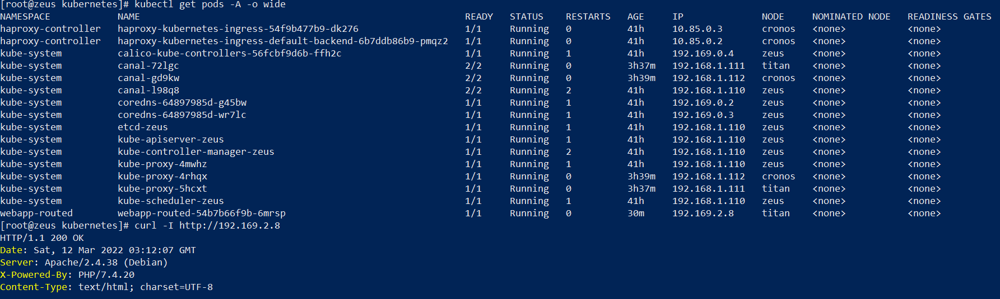 [root@zeus kubernetes]# kubectl get pods -A -o wide
NAMESPACE NAME READY STATUS RESTARTS AGE IP NODE NOMINATED NODE READINESS GATES
haproxy-controller haproxy-kubernetes-ingress-54f9b477b9-dk276 1/1 Running 0 41h 10.85.0.3 cronos <none> <none>
haproxy-controller haproxy-kubernetes-ingress-default-backend-6b7ddb86b9-pmqz2 1/1 Running 0 41h 10.85.0.2 cronos <none> <none>
kube-system calico-kube-controllers-56fcbf9d6b-ffh2c 1/1 Running 1 41h 192.169.0.4 zeus <none> <none>
kube-system canal-72lgc 2/2 Running 0 3h37m 192.168.1.111 titan <none> <none>
kube-system canal-gd9kw 2/2 Running 0 3h39m 192.168.1.112 cronos <none> <none>
kube-system canal-l98q8 2/2 Running 2 41h 192.168.1.110 zeus <none> <none>
kube-system coredns-64897985d-g45bw 1/1 Running 1 41h 192.169.0.2 zeus <none> <none>
kube-system coredns-64897985d-wr7lc 1/1 Running 1 41h 192.169.0.3 zeus <none> <none>
kube-system etcd-zeus 1/1 Running 1 41h 192.168.1.110 zeus <none> <none>
kube-system kube-apiserver-zeus 1/1 Running 1 41h 192.168.1.110 zeus <none> <none>
kube-system kube-controller-manager-zeus 1/1 Running 2 41h 192.168.1.110 zeus <none> <none>
kube-system kube-proxy-4mwhz 1/1 Running 1 41h 192.168.1.110 zeus <none> <none>
kube-system kube-proxy-4rhqx 1/1 Running 0 3h39m 192.168.1.112 cronos <none> <none>
kube-system kube-proxy-5hcxt 1/1 Running 0 3h37m 192.168.1.111 titan <none> <none>
kube-system kube-scheduler-zeus 1/1 Running 1 41h 192.168.1.110 zeus <none> <none>
webapp-routed webapp-routed-54b7b66f9b-6mrsp 1/1 Running 0 30m 192.169.2.8 titan <none> <none>
[root@zeus kubernetes]# curl -I http://192.169.2.8
HTTP/1.1 200 OK
Date: Sat, 12 Mar 2022 03:12:07 GMT
Server: Apache/2.4.38 (Debian)
X-Powered-By: PHP/7.4.20
Content-Type: text/html; charset=UTF-8